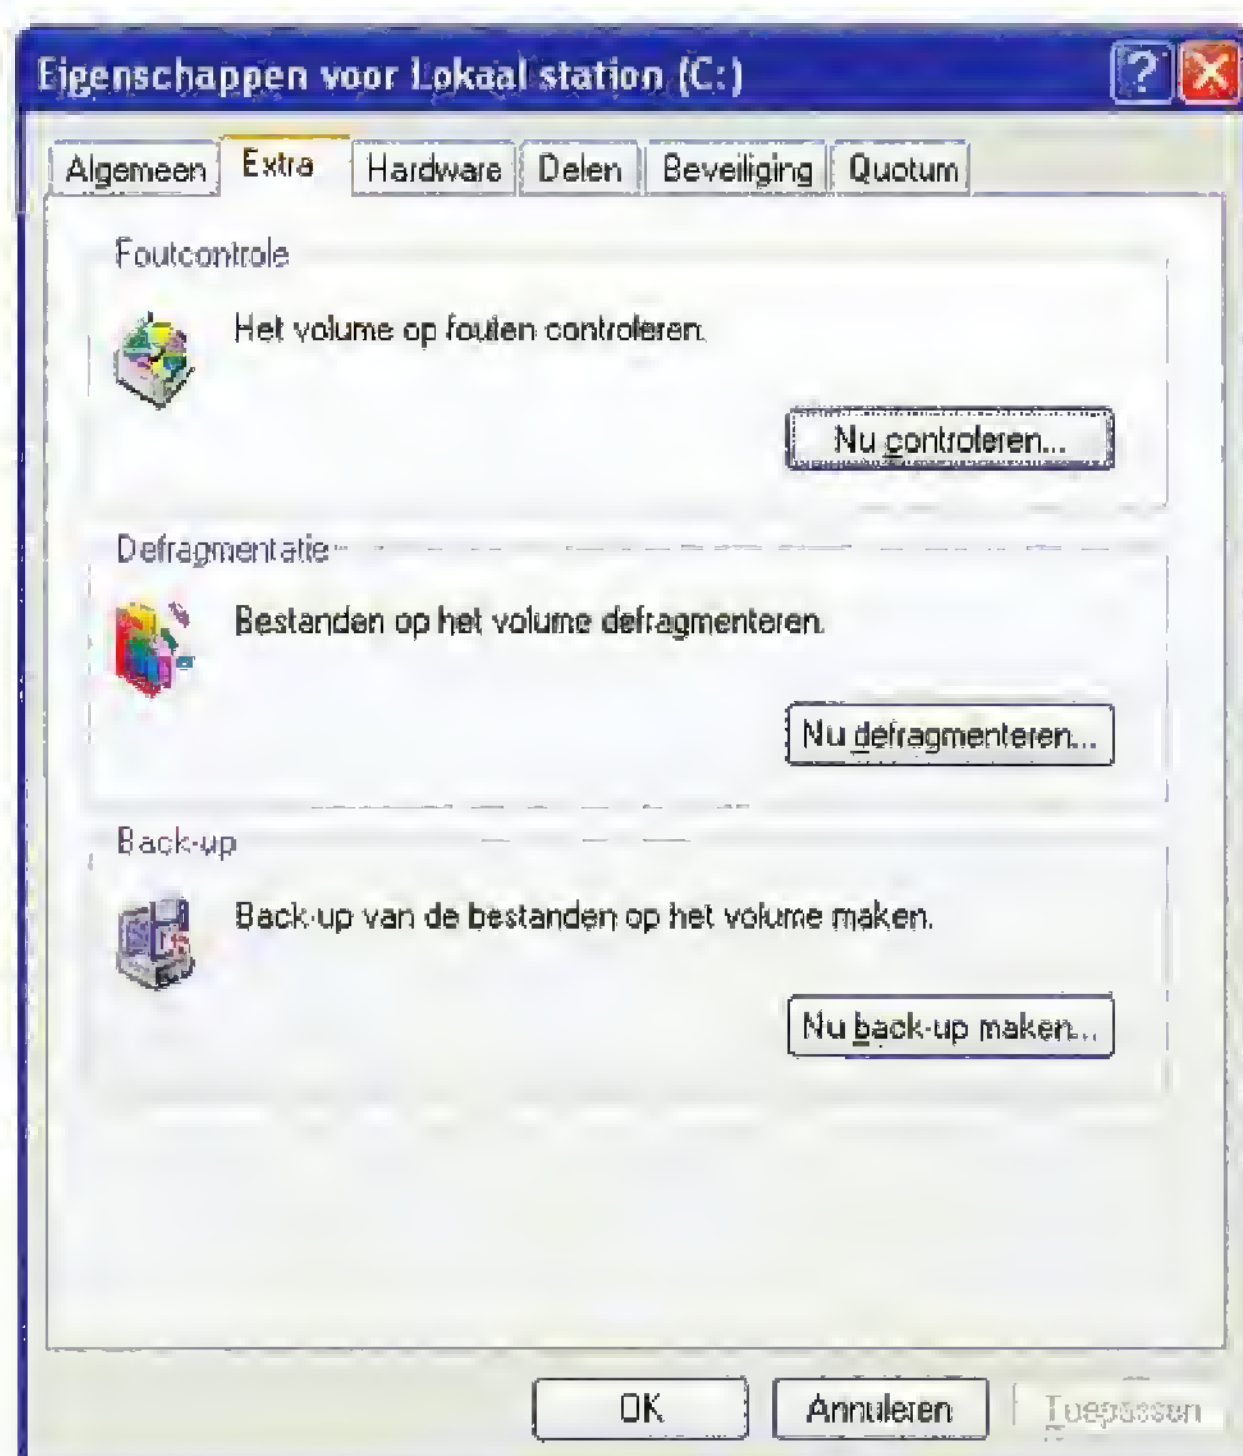 Eigenschappen voor Lokaal station (C:)
Algemeen Extra Hardware Delen Beveiliging Quotum
Foutcontrole
Het volume op fouten controleren.
Nu controleren...
Defragmentatie
Bestanden op het volume defragmenteren.
Nu defragmenteren...
Back-up
Back-up van de bestanden op het volume maken.
Nu back-up maken...
OK Annuleren Toepassen